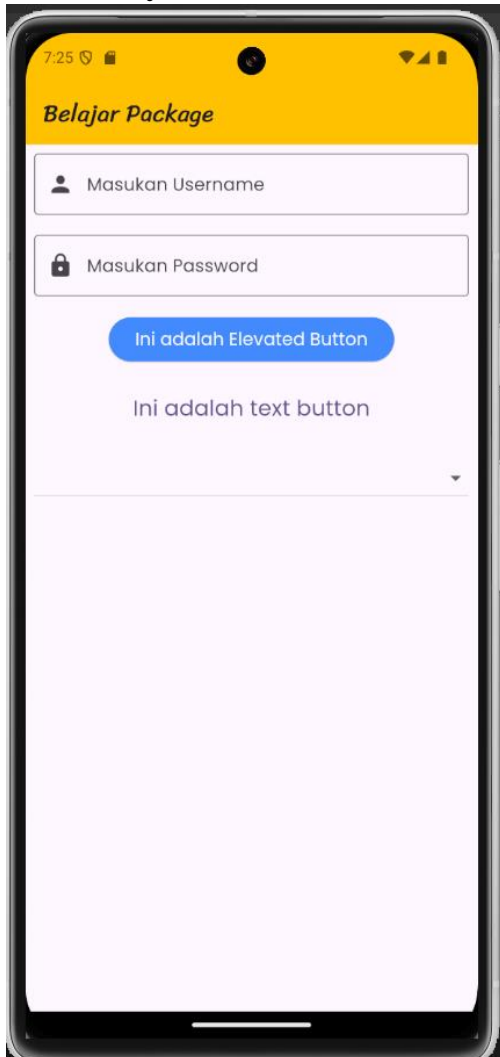 7:25
Belajar Package
Masukan Username
Masukan Password
Ini adalah Elevated Button
Ini adalah text button